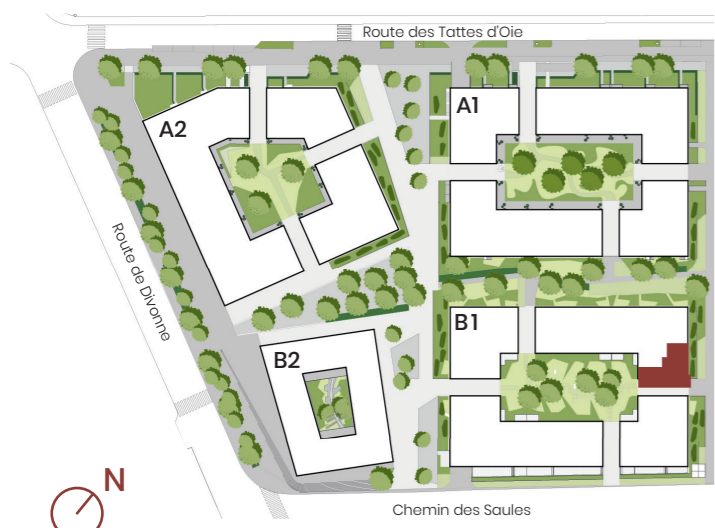 Route des Tattes d'Oie
A1
A2
Route de Divonne
B1
B2
N
Chemin des Saules